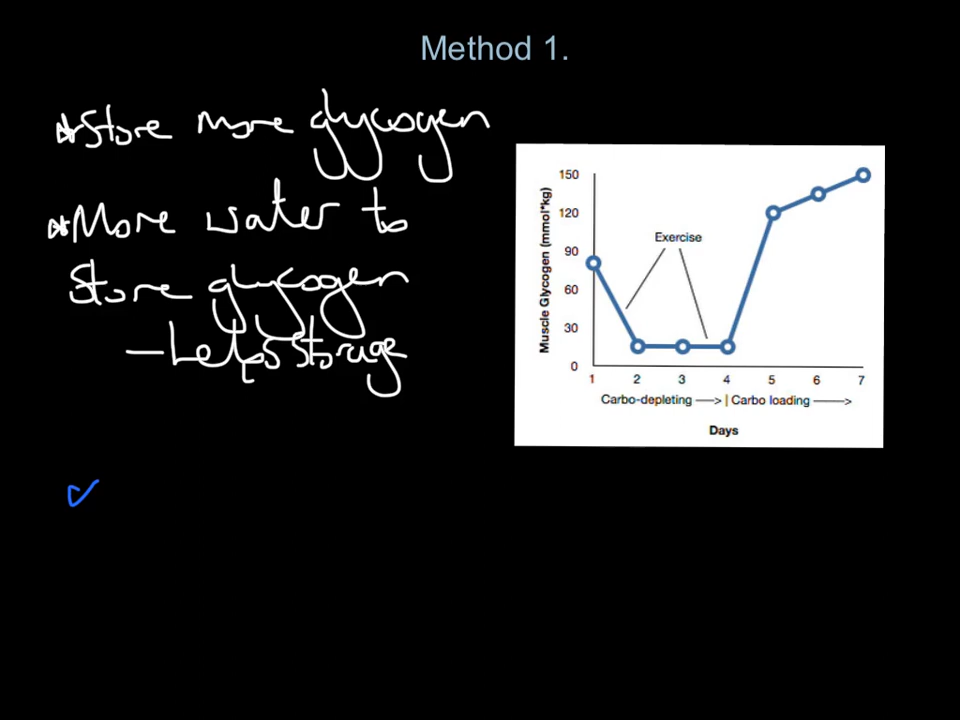 Method 1.
*Store more glycogen
*More water to
store glycogen
- storage
150
120
90
60
30
0
Muscle Glycogen (mmol*kg)
Exercise
1 2 3 4 5 6 7
Carbo-depleting —> | Carbo loading ——>
Days